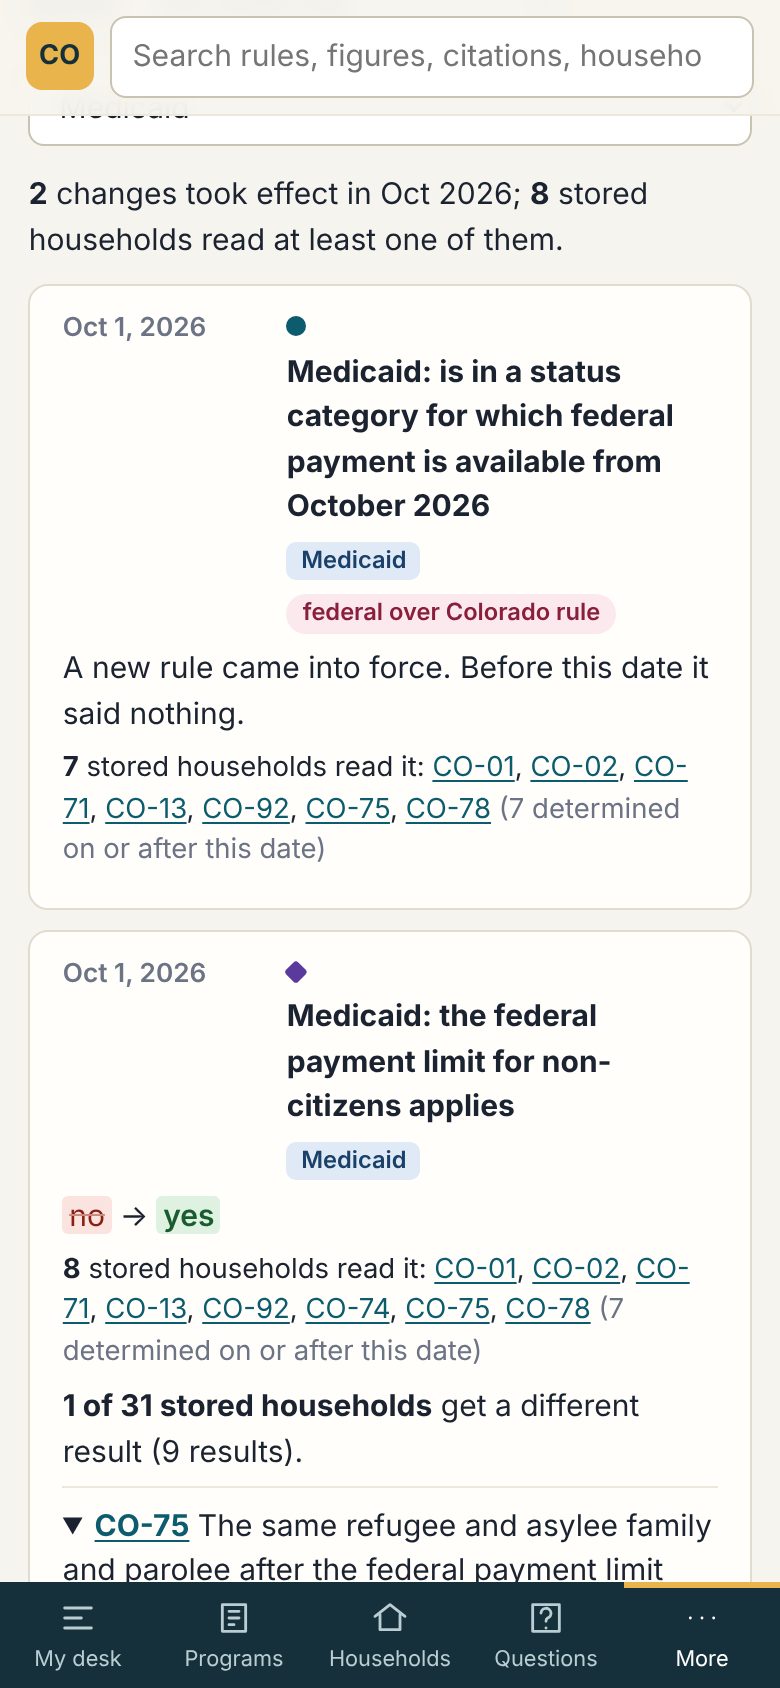 CO
Search rules, figures, citations, househo
Medicaid
2 changes took effect in Oct 2026; 8 stored
households read at least one of them.
Oct 1, 2026
Medicaid: is in a status
category for which federal
payment is available from
October 2026
Medicaid
federal over Colorado rule
A new rule came into force. Before this date it
said nothing.
7 stored households read it: CO-01, CO-02, CO-
71, CO-13, CO-92, CO-75, CO-78 (7 determined
on or after this date)
Oct 1, 2026
Medicaid: the federal
payment limit for non-
citizens applies
Medicaid
no → yes
8 stored households read it: CO-01, CO-02, CO-
71, CO-13, CO-92, CO-74, CO-75, CO-78 (7
determined on or after this date)
1 of 31 stored households get a different
result (9 results).
▼ CO-75 The same refugee and asylee family
and parolee after the federal payment limit
My desk
Programs
Households
Questions
More